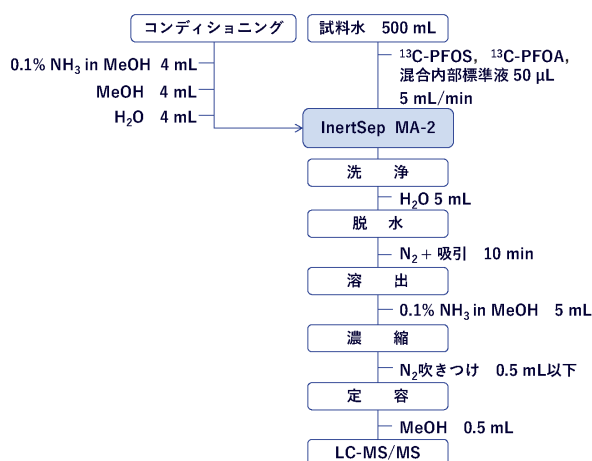 コンディショニング
0.1% NH₃ in MeOH 4 mL
MeOH 4 mL
H₂O 4 mL
試料水 500 mL
¹³C-PFOS, ¹³C-PFOA,
混合内部標準液 50 µL
5 mL/min
InertSep MA-2
洗 浄
H₂O 5 mL
脱 水
N₂ + 吸引 10 min
溶 出
0.1% NH₃ in MeOH 5 mL
濃 縮
N₂吹きつけ 0.5 mL以下
定 容
MeOH 0.5 mL
LC-MS/MS